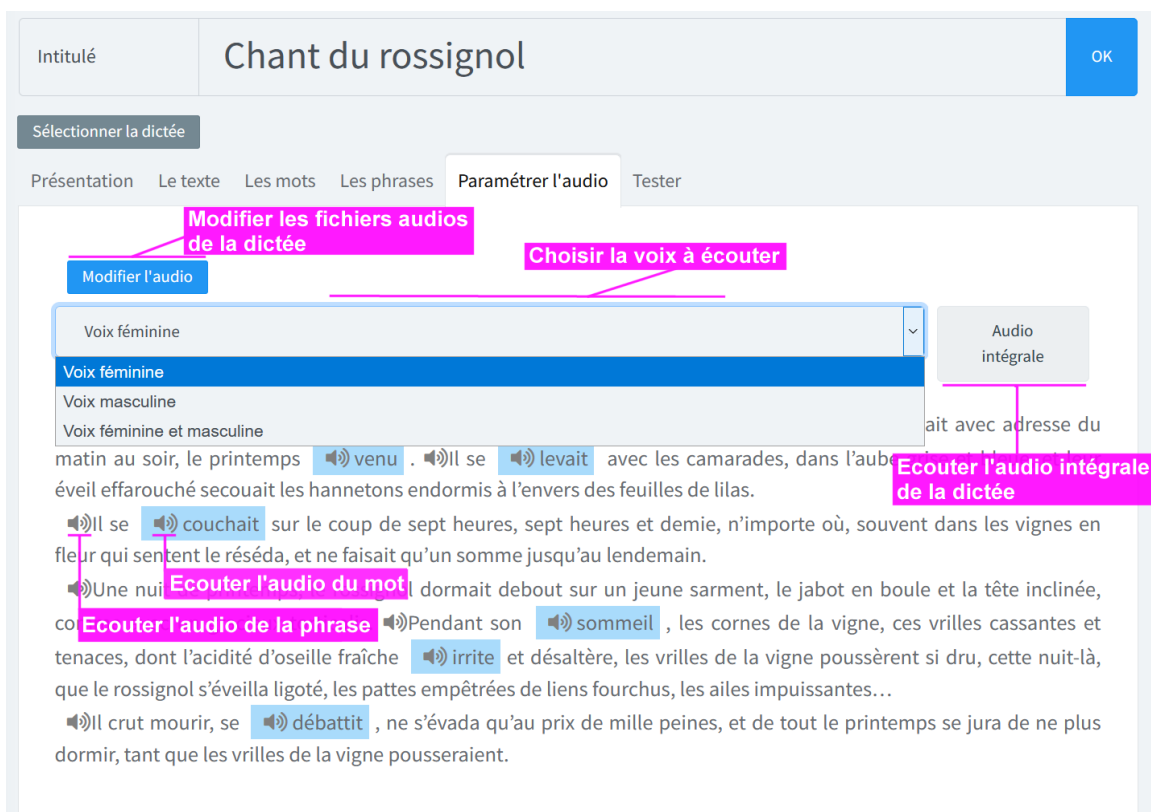 Intitulé
Chant du rossignol
OK
Sélectionner la dictée
Présentation Le texte Les mots Les phrases Paramétrer l'audio Tester
Modifier les fichiers audios
de la dictée
Choisir la voix à écouter
Modifier l'audio
Voix féminine
Audio
intégrale
Voix féminine
Voix masculine
Voix féminine et masculine
ait avec adresse du
matin au soir, le printemps venu . Il se levait avec les camarades, dans l'aube
Ecouter l'audio intégrale
de la dictée
éveil effarouché secouait les hannetons endormis à l'envers des feuilles de lilas.
Il se couchait sur le coup de sept heures, sept heures et demie, n'importe où, souvent dans les vignes en
fleur qui sentent le réséda, et ne faisait qu'un somme jusqu'au lendemain.
Ecouter l'audio du mot
Une dormait debout sur un jeune sarment, le jabot en boule et la tête inclinée,
Ecouter l'audio de la phrase
Pendant son sommeil , les cornes de la vigne, ces vrilles cassantes et
tenaces, dont l'acidité d'oseille fraîche irrite et désaltère, les vrilles de la vigne poussèrent si dru, cette nuit-là,
que le rossignol s'éveilla ligoté, les pattes empêtrées de liens fourchus, les ailes impuissantes…
Il crut mourir, se débattit , ne s'évada qu'au prix de mille peines, et de tout le printemps se jura de ne plus
dormir, tant que les vrilles de la vigne pousseraient.